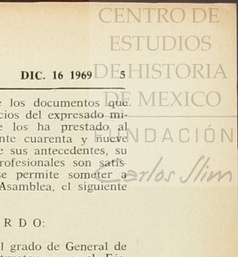 CENTRO DE
ESTUDIOS
DE HISTORIA
DE MEXICO
FUNDACIÓN
Carlos Slim
DIC. 16 1969 5
los documentos que
cios del expresado mi-
e los ha prestado al
nte cuarenta y nueve
e sus antecedentes, su
rofesionales son satis-
se permite someter a
Asamblea, el siguiente
R D O:
l grado de General de